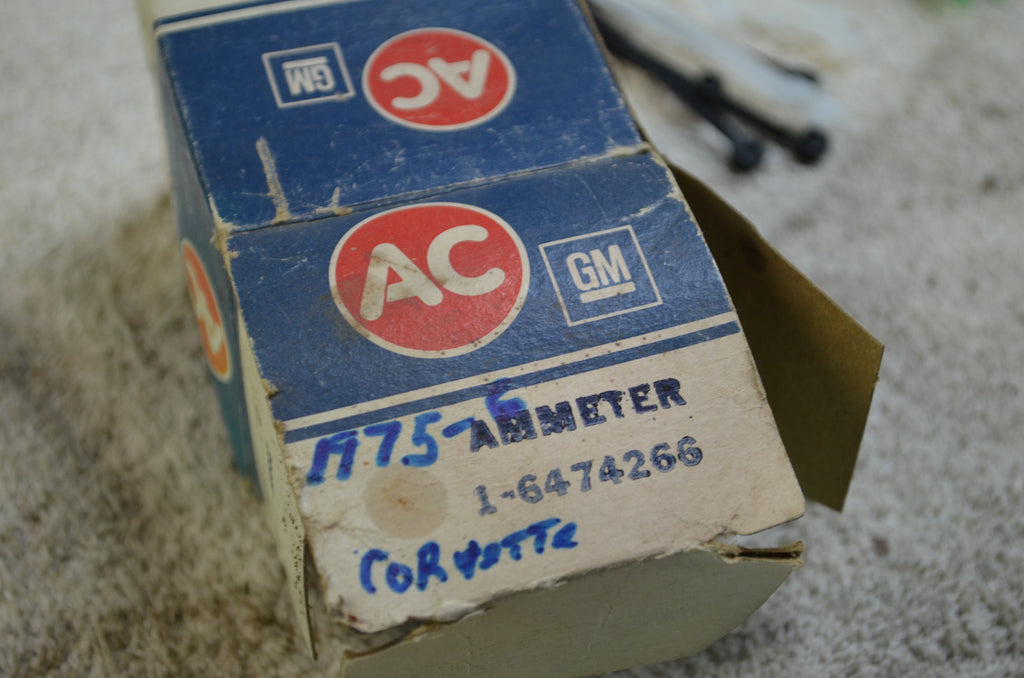 GM AC
AC GM
1975-6 AMMETER
1-6474266
CORVETTE